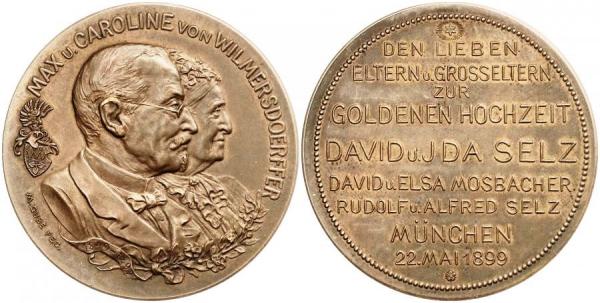 MAX u. CAROLINE VON WILMERSDOERFFER
DEN LIEBEN
ELTERN u. GROSSELTERN
ZUR
GOLDENEN HOCHZEIT
DAVID u. JDA SELZ
DAVID u. ELSA MOSBACHER.
RUDOLF u. ALFRED SELZ
MÜNCHEN
22. MAI 1899